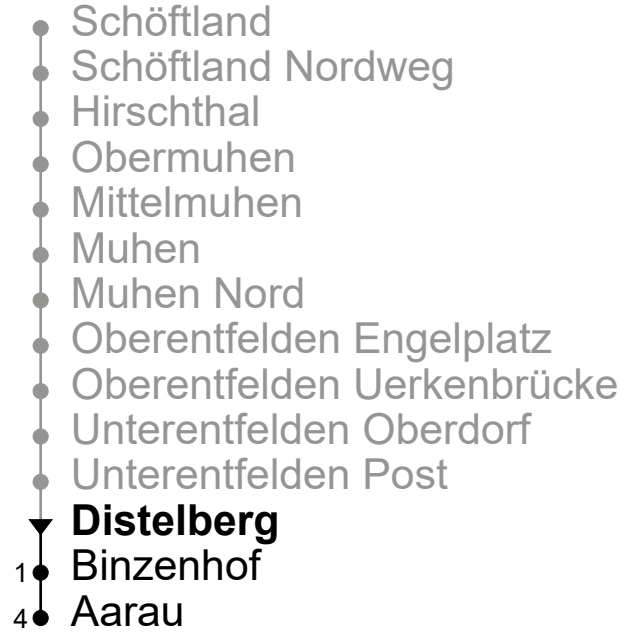 Schöftland
Schöftland Nordweg
Hirschthal
Obermuhen
Mittelmuhen
Muhen
Muhen Nord
Oberentfelden Engelplatz
Oberentfelden Uerkenbrücke
Unterentfelden Oberdorf
Unterentfelden Post
Distelberg
1 Binzenhof
4 Aarau